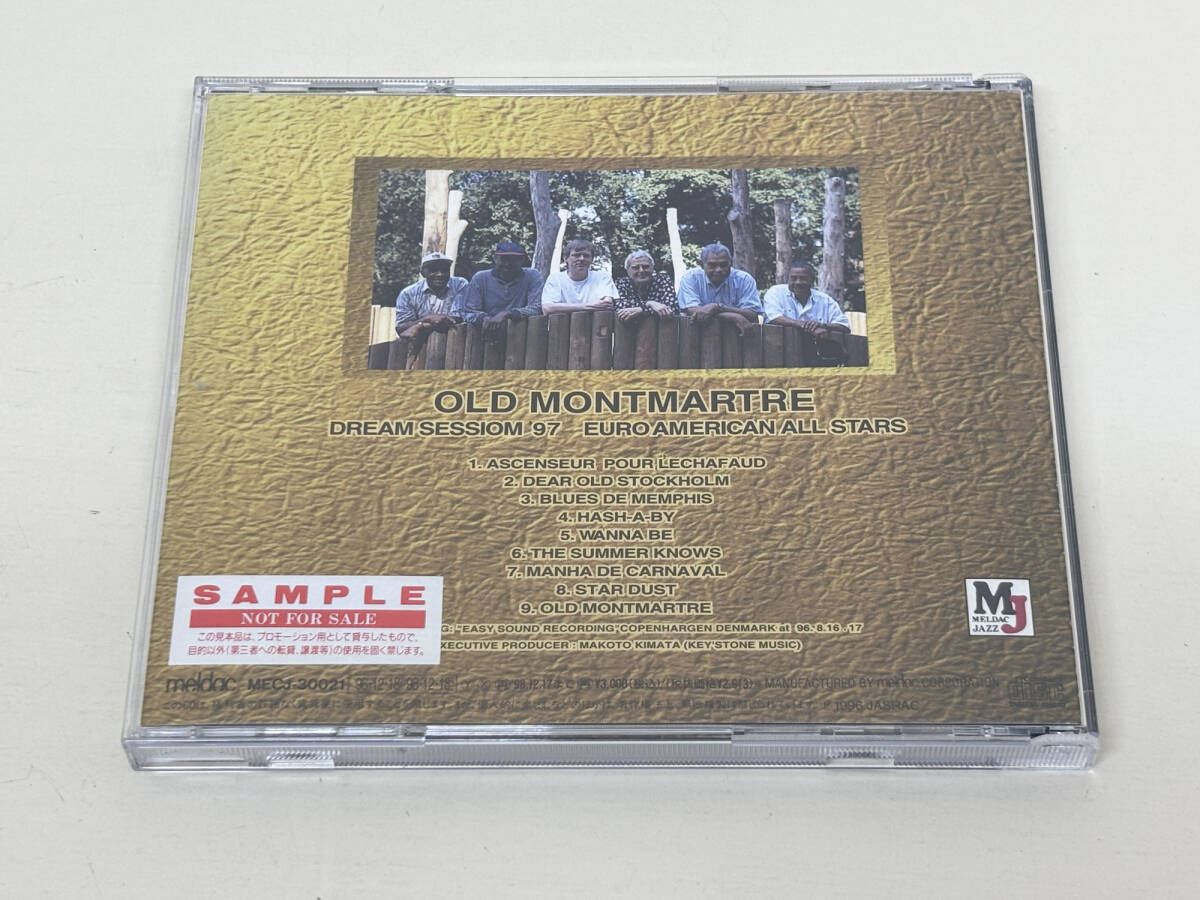 OLD MONTMARTRE
DREAM SESSIOM 97 EUROAMERICAN ALL STARS
1. ASCENSEUR POUR LECHAFAUD
2. DEAR OLD STOCKHOLM
3. BLUES DE MEMPHIS
4. HASH-A-BY
5. WANNA BE
6. THE SUMMER KNOWS
7. MANHA DE CARNAVAL
8. STAR DUST
9. OLD MONTMARTRE
SAMPLE
NOT FOR SALE
この見本品は、プロモーション用として貸与したもので、
目的以外(第三者への転貸、譲渡等)の使用を固く禁じます。
G: "EASY SOUND RECORDING" COPENHARGEN DENMARK at 96. 8. 16 . 17
EXECUTIVE PRODUCER : MAKOTO KIMATA (KEY'STONE MUSIC)
MJ
MELDAC
JAZZ
meldac MECJ-30021 MANUFACTURED BY meldac CORPORATION
℗ 1996 JASRAC